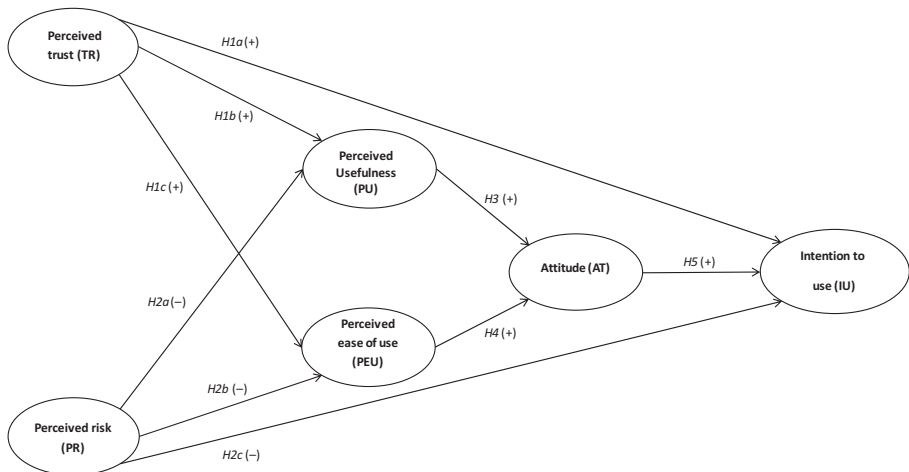 Perceived
trust (TR)
H1a (+)
H1b (+)
Perceived
Usefulness
(PU)
H1c (+)
H3 (+)
Attitude (AT)
H5 (+)
Intention to
use (IU)
H2a (–)
Perceived
ease of use
(PEU)
H4 (+)
H2b (–)
Perceived risk
(PR)
H2c (–)